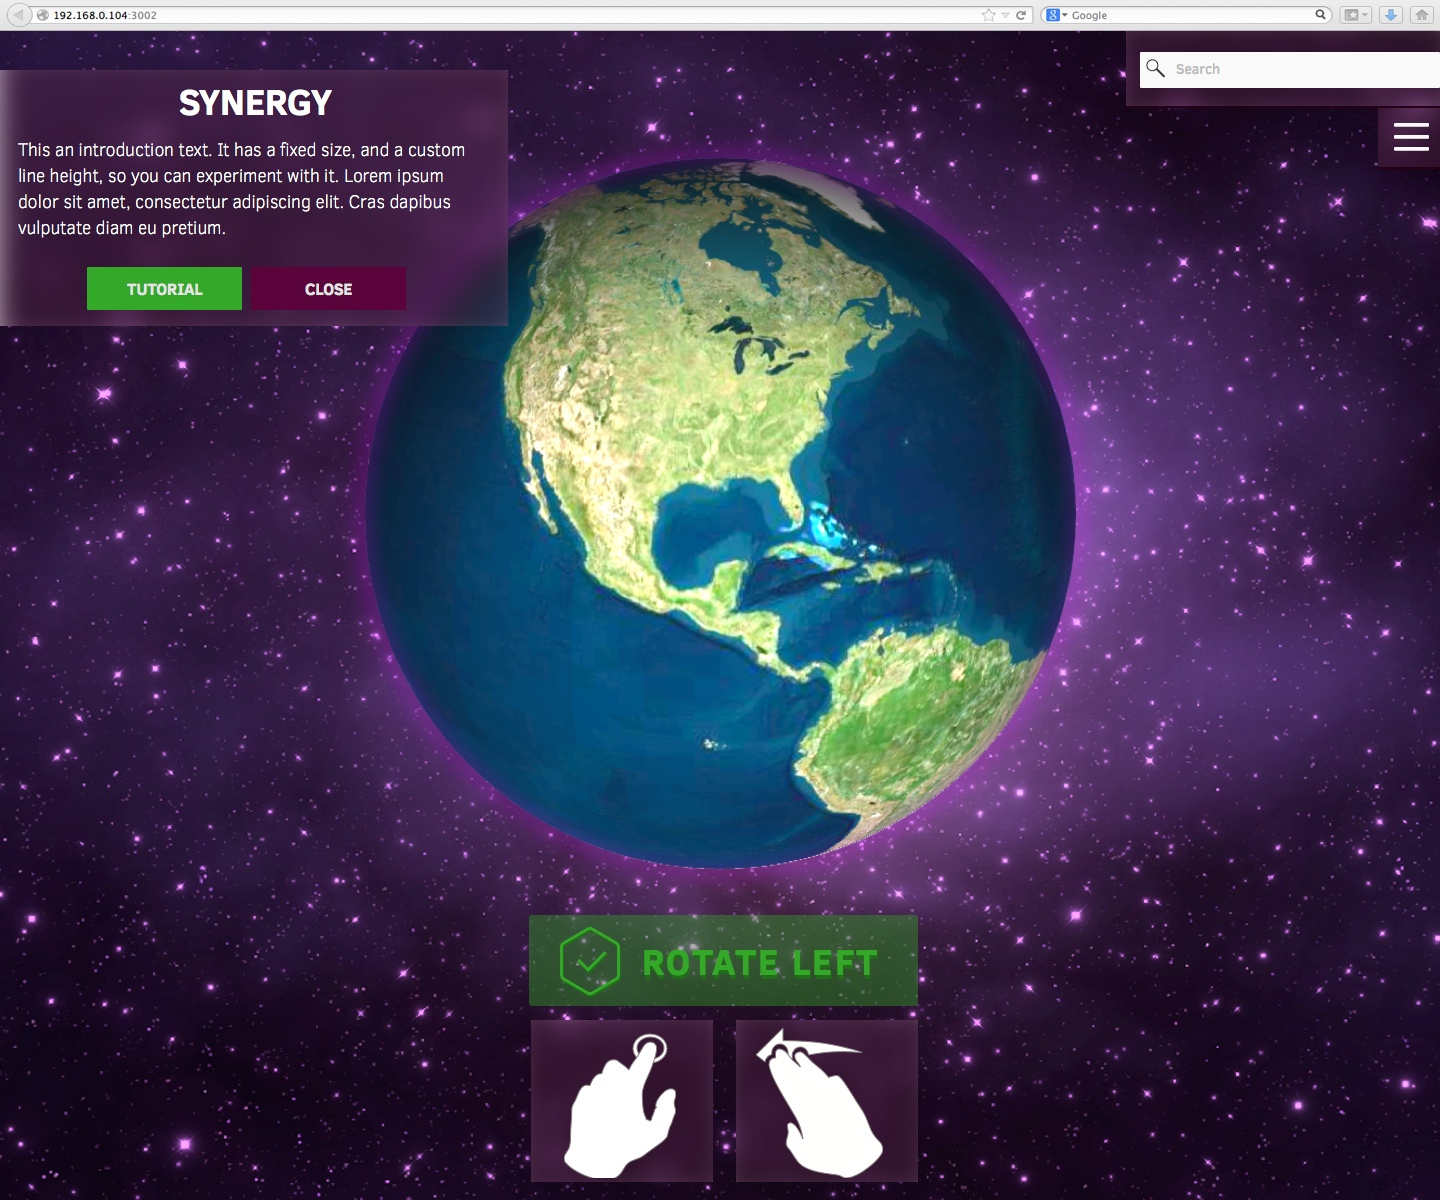 192.168.0.104:3002
Google
Search
SYNERGY
This an introduction text. It has a fixed size, and a custom
line height, so you can experiment with it. Lorem ipsum
dolor sit amet, consectetur adipiscing elit. Cras dapibus
vulputate diam eu pretium.
TUTORIAL
CLOSE
ROTATE LEFT